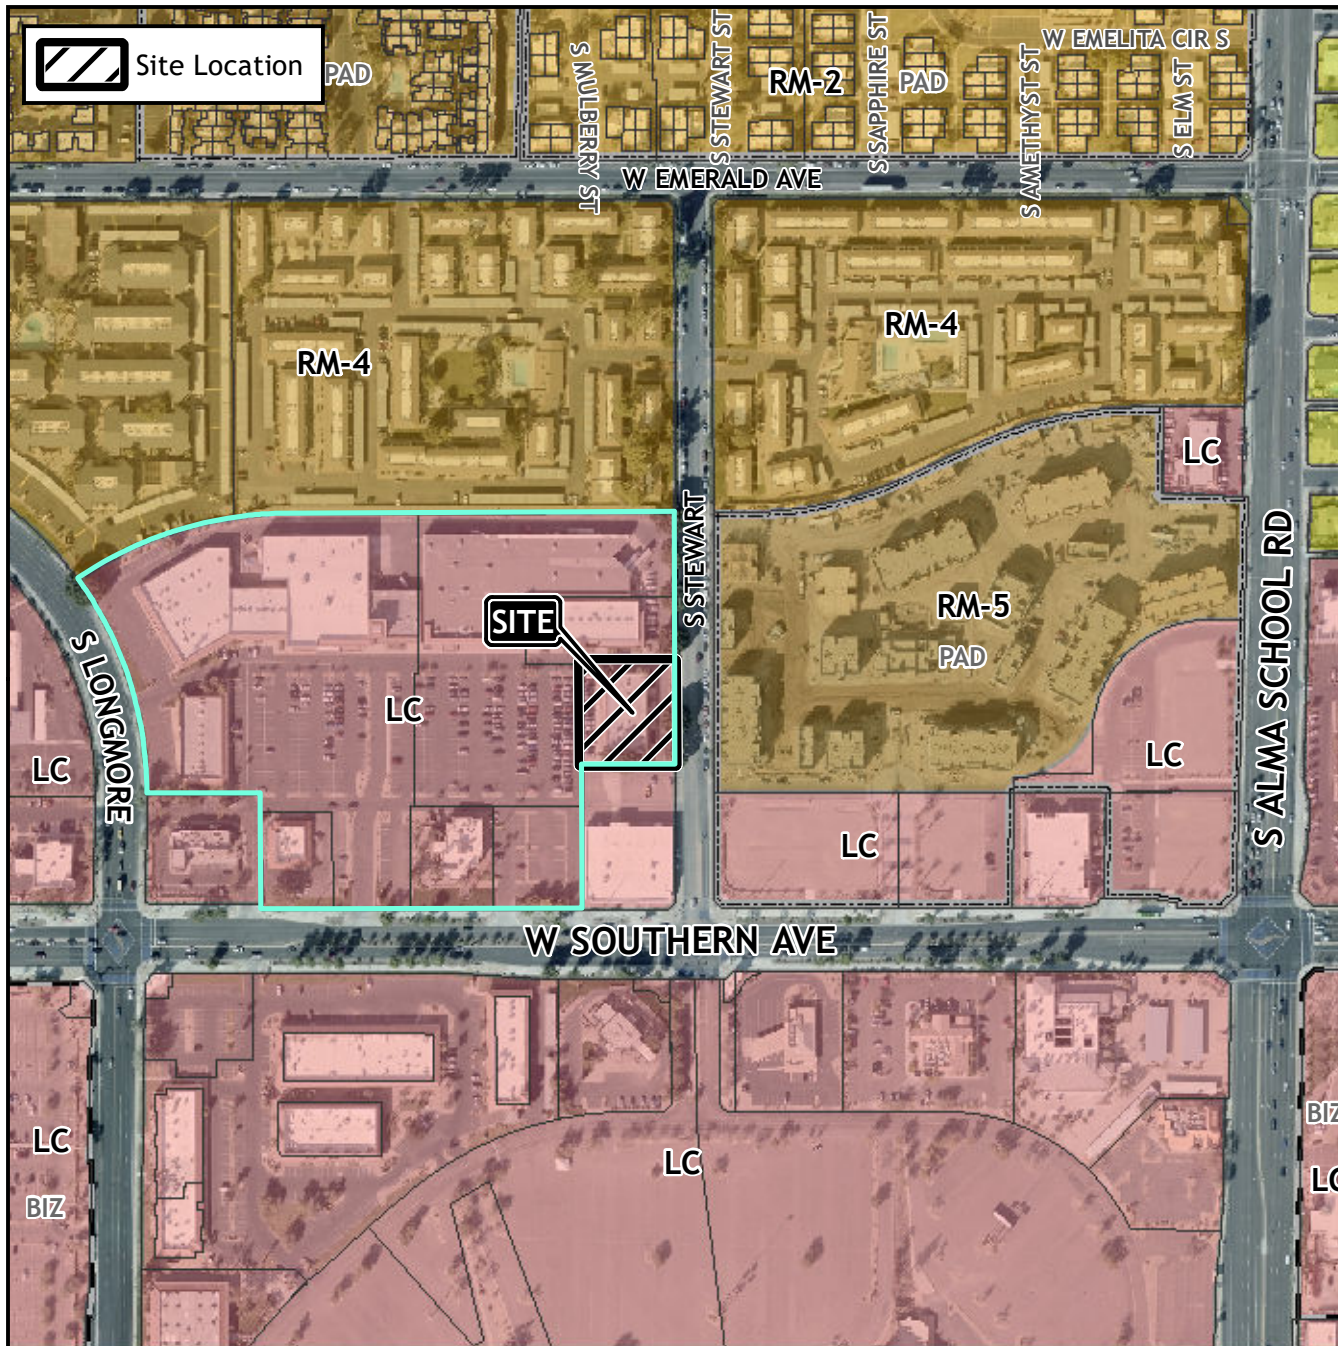 Site Location
PAD
S MULBERRY ST
S STEWART ST
RM-2
S SAPPHIRE ST
PAD
W EMELITA CIR S
S AMETHYST ST
S ELM ST
W EMERALD AVE
RM-4
RM-4
LC
S STEWART
S ALMA SCHOOL RD
RM-5
PAD
SITE
S LONGMORE
LC
LC
LC
LC
W SOUTHERN AVE
LC
BIZ
LC
BIZ
LC